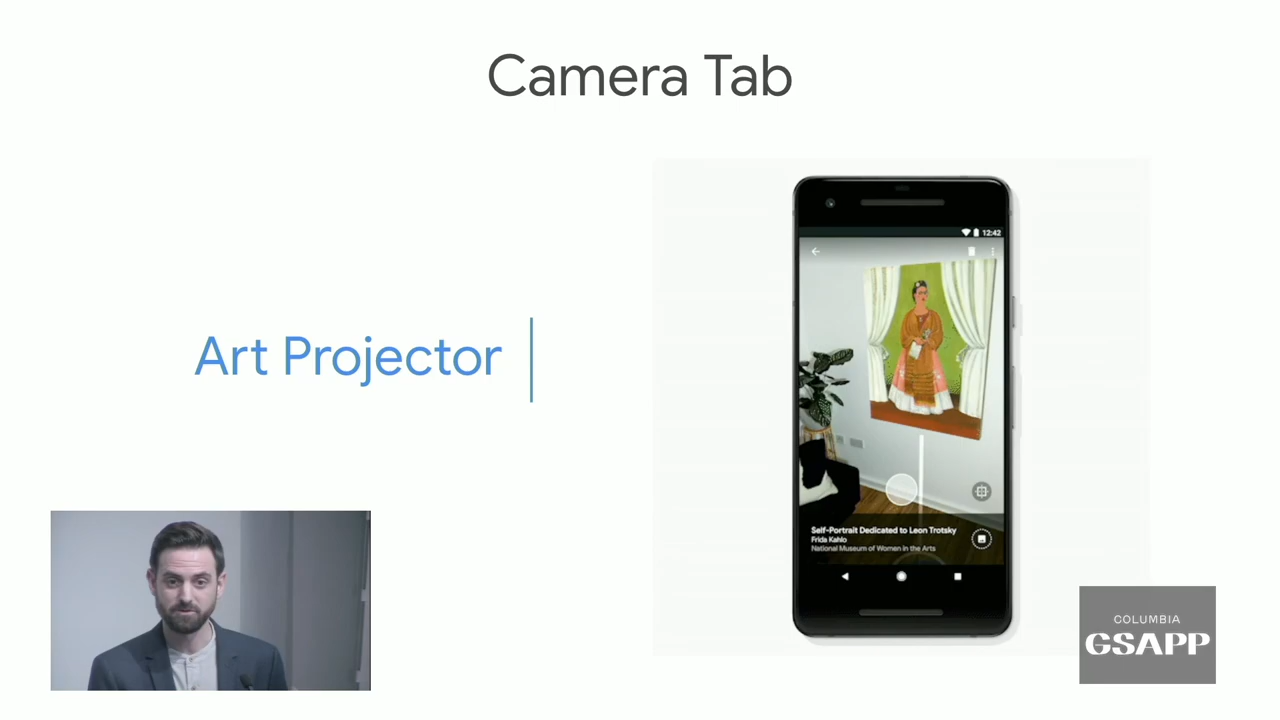 Camera Tab
Art Projector
12:42
Self-Portrait Dedicated to Leon Trotsky
Frida Kahlo
National Museum of Women in the Arts
COLUMBIA
GSAPP